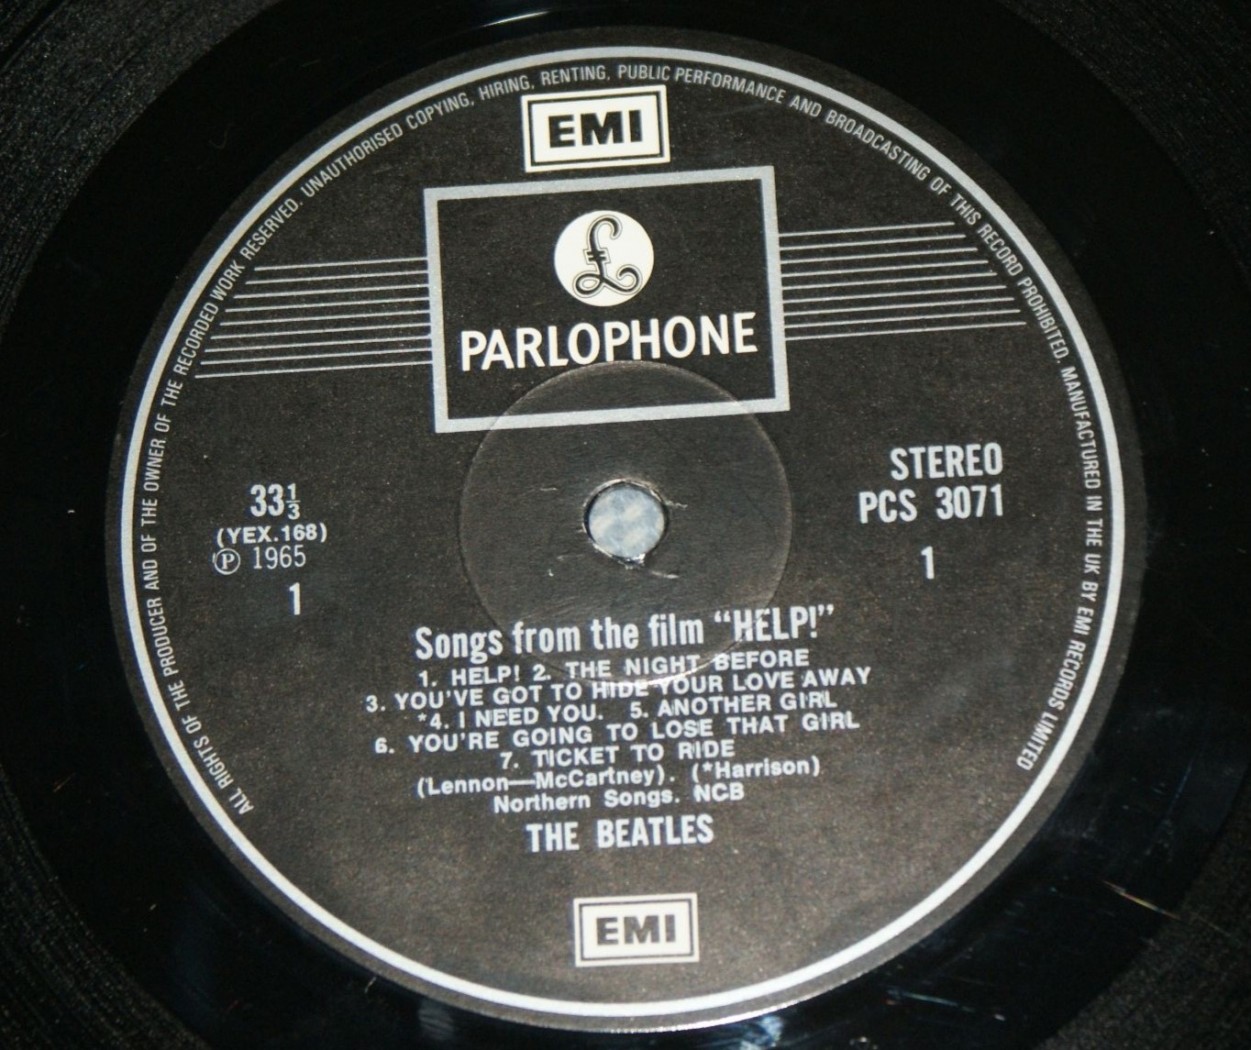 ALL RIGHTS OF THE PRODUCER AND OF THE OWNER OF THE RECORDED WORK RESERVED. UNAUTHORISED COPYING, HIRING, RENTING, PUBLIC PERFORMANCE AND BROADCASTING OF THIS RECORD PROHIBITED. MANUFACTURED IN THE UK BY EMI RECORDS LIMITED
EMI
£
PARLOPHONE
33⅓
(YEX.168)
Ⓟ 1965
1
STEREO
PCS 3071
1
Songs from the film “HELP!”
1. HELP! 2. THE NIGHT BEFORE
3. YOU'VE GOT TO HIDE YOUR LOVE AWAY
*4. I NEED YOU. 5. ANOTHER GIRL
6. YOU'RE GOING TO LOSE THAT GIRL
7. TICKET TO RIDE
(Lennon—McCartney). (*Harrison)
Northern Songs. NCB
THE BEATLES
EMI